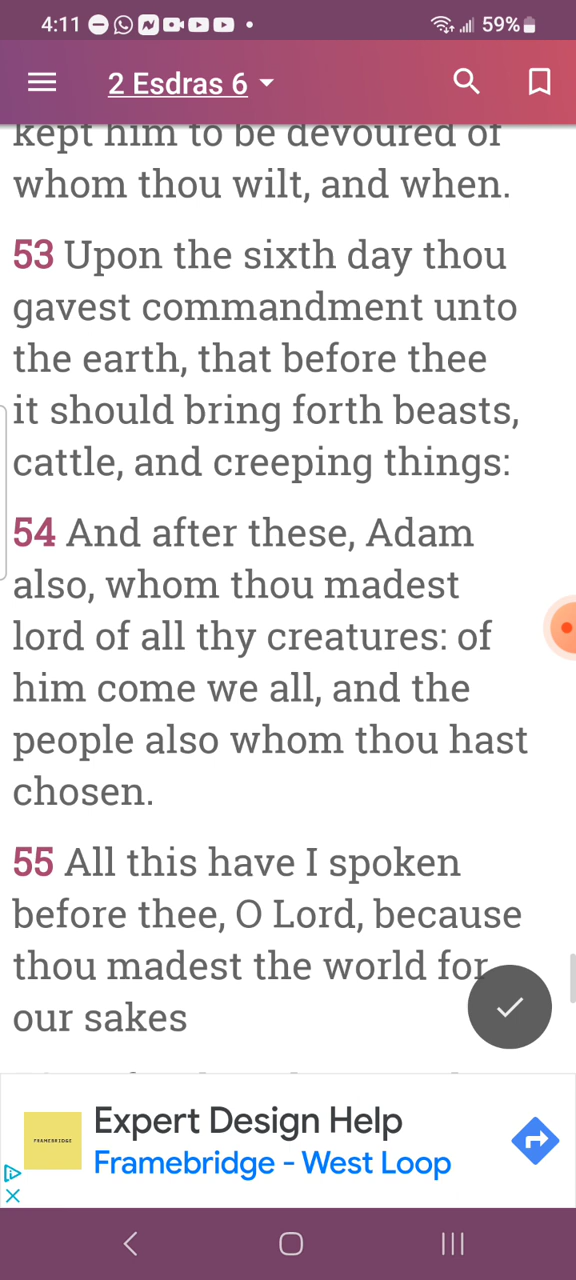 4:11
59%
2 Esdras 6
kept him to be devoured of
whom thou wilt, and when.
53 Upon the sixth day thou
gavest commandment unto
the earth, that before thee
it should bring forth beasts,
cattle, and creeping things:
54 And after these, Adam
also, whom thou madest
lord of all thy creatures: of
him come we all, and the
people also whom thou hast
chosen.
55 All this have I spoken
before thee, O Lord, because
thou madest the world for
our sakes
FRAMEBRIDGE
Expert Design Help
Framebridge - West Loop